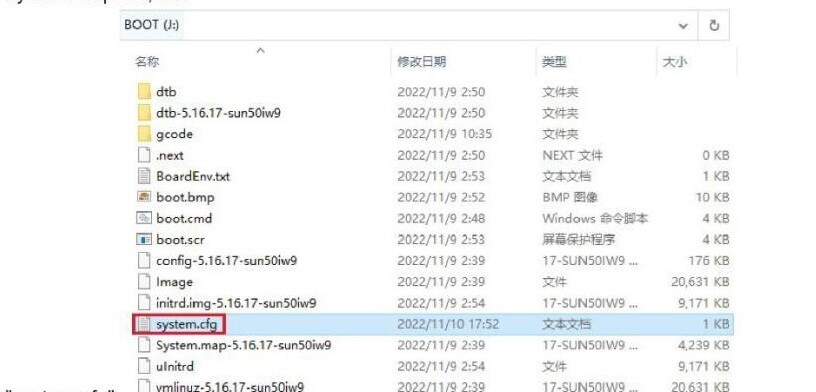 BOOT (J:)
名称 修改日期 类型 大小
dtb 2022/11/9 2:50 文件夹
dtb-5.16.17-sun50iw9 2022/11/9 2:50 文件夹
gcode 2022/11/9 10:35 文件夹
.next 2022/11/9 2:50 NEXT 文件 0 KB
BoardEnv.txt 2022/11/9 2:53 文本文档 1 KB
boot.bmp 2022/11/9 2:52 BMP 图像 10 KB
boot.cmd 2022/11/9 2:48 Windows 命令脚本 4 KB
boot.scr 2022/11/9 2:53 屏幕保护程序 4 KB
config-5.16.17-sun50iw9 2022/11/9 2:39 17-SUN50IW9 ... 176 KB
Image 2022/11/9 2:39 文件 20,631 KB
initrd.img-5.16.17-sun50iw9 2022/11/9 2:54 17-SUN50IW9 ... 9,171 KB
system.cfg 2022/11/10 17:52 文本文档 1 KB
System.map-5.16.17-sun50iw9 2022/11/9 2:39 17-SUN50IW9 ... 4,239 KB
uInitrd 2022/11/9 2:54 文件 9,171 KB
vmlinuz-5.16.17-sun50iw9 2022/11/9 2:39 17-SUN50IW9 ... 20,631 KB